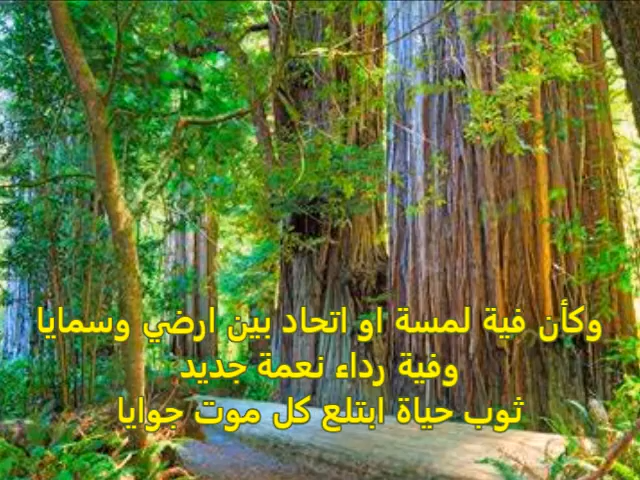 وكأن فية لمسة او اتحاد بين ارضي وسمايا
وفية رداء نعمة جديد
ثوب حياة ابتلع كل موت جوايا